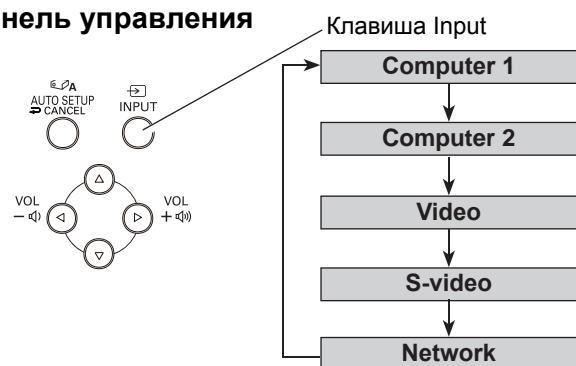 нель управления
Клавиша Input
AUTO SETUP
CANCEL
INPUT
VOL
VOL
Computer 1
Computer 2
Video
S-video
Network